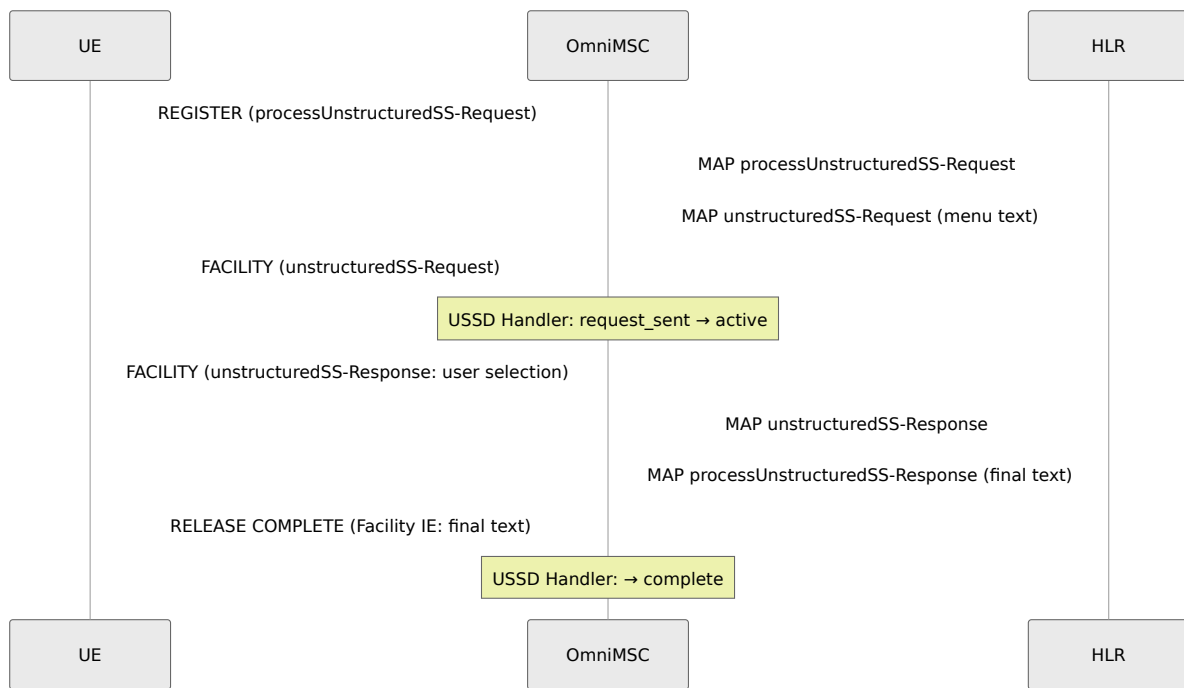 UE
OmniMSC
HLR
REGISTER (processUnstructuredSS-Request)
MAP processUnstructuredSS-Request
MAP unstructuredSS-Request (menu text)
FACILITY (unstructuredSS-Request)
USSD Handler: request_sent → active
FACILITY (unstructuredSS-Response: user selection)
MAP unstructuredSS-Response
MAP processUnstructuredSS-Response (final text)
RELEASE COMPLETE (Facility IE: final text)
USSD Handler: → complete
UE
OmniMSC
HLR